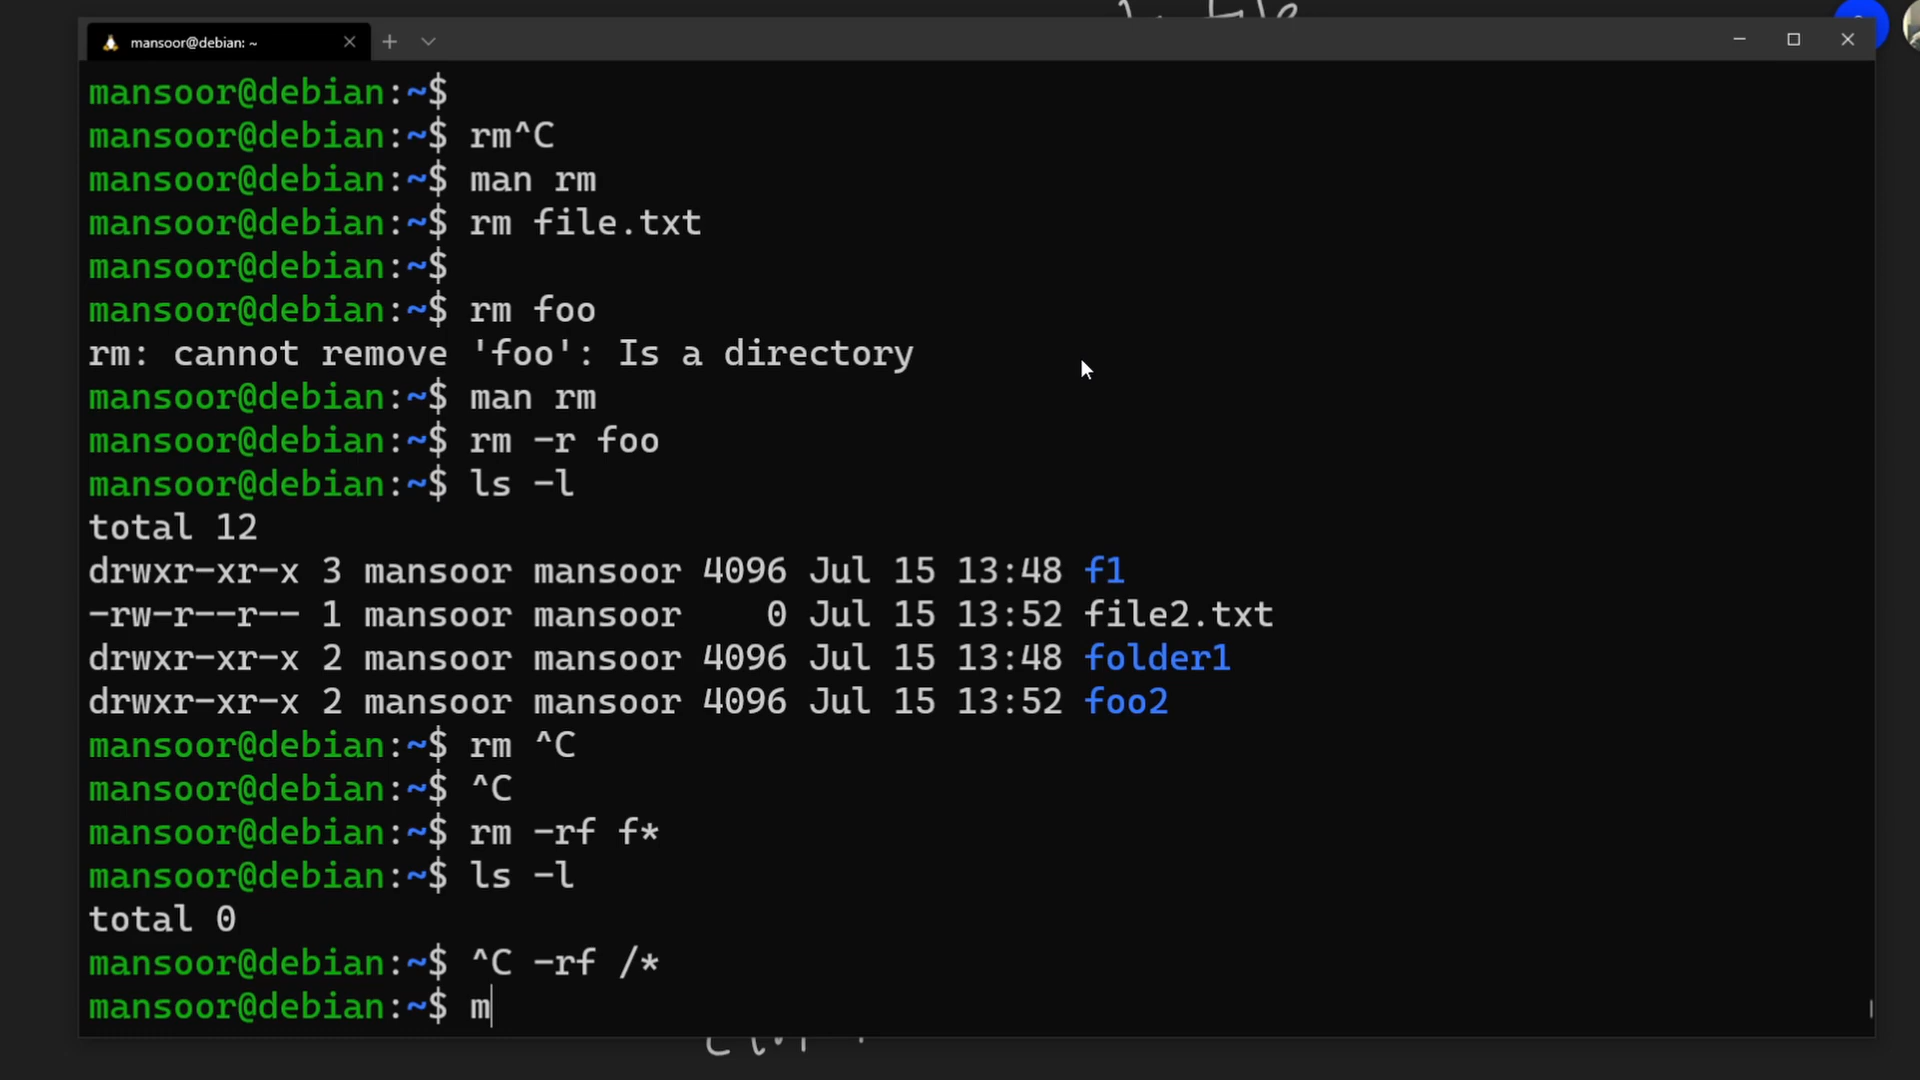 mansoor@debian: ~
mansoor@debian:~$
mansoor@debian:~$ rm^C
mansoor@debian:~$ man rm
mansoor@debian:~$ rm file.txt
mansoor@debian:~$
mansoor@debian:~$ rm foo
rm: cannot remove 'foo': Is a directory
mansoor@debian:~$ man rm
mansoor@debian:~$ rm -r foo
mansoor@debian:~$ ls -l
total 12
drwxr-xr-x 3 mansoor mansoor 4096 Jul 15 13:48 f1
-rw-r--r-- 1 mansoor mansoor    0 Jul 15 13:52 file2.txt
drwxr-xr-x 2 mansoor mansoor 4096 Jul 15 13:48 folder1
drwxr-xr-x 2 mansoor mansoor 4096 Jul 15 13:52 foo2
mansoor@debian:~$ rm ^C
mansoor@debian:~$ ^C
mansoor@debian:~$ rm -rf f*
mansoor@debian:~$ ls -l
total 0
mansoor@debian:~$ ^C -rf /*
mansoor@debian:~$ m